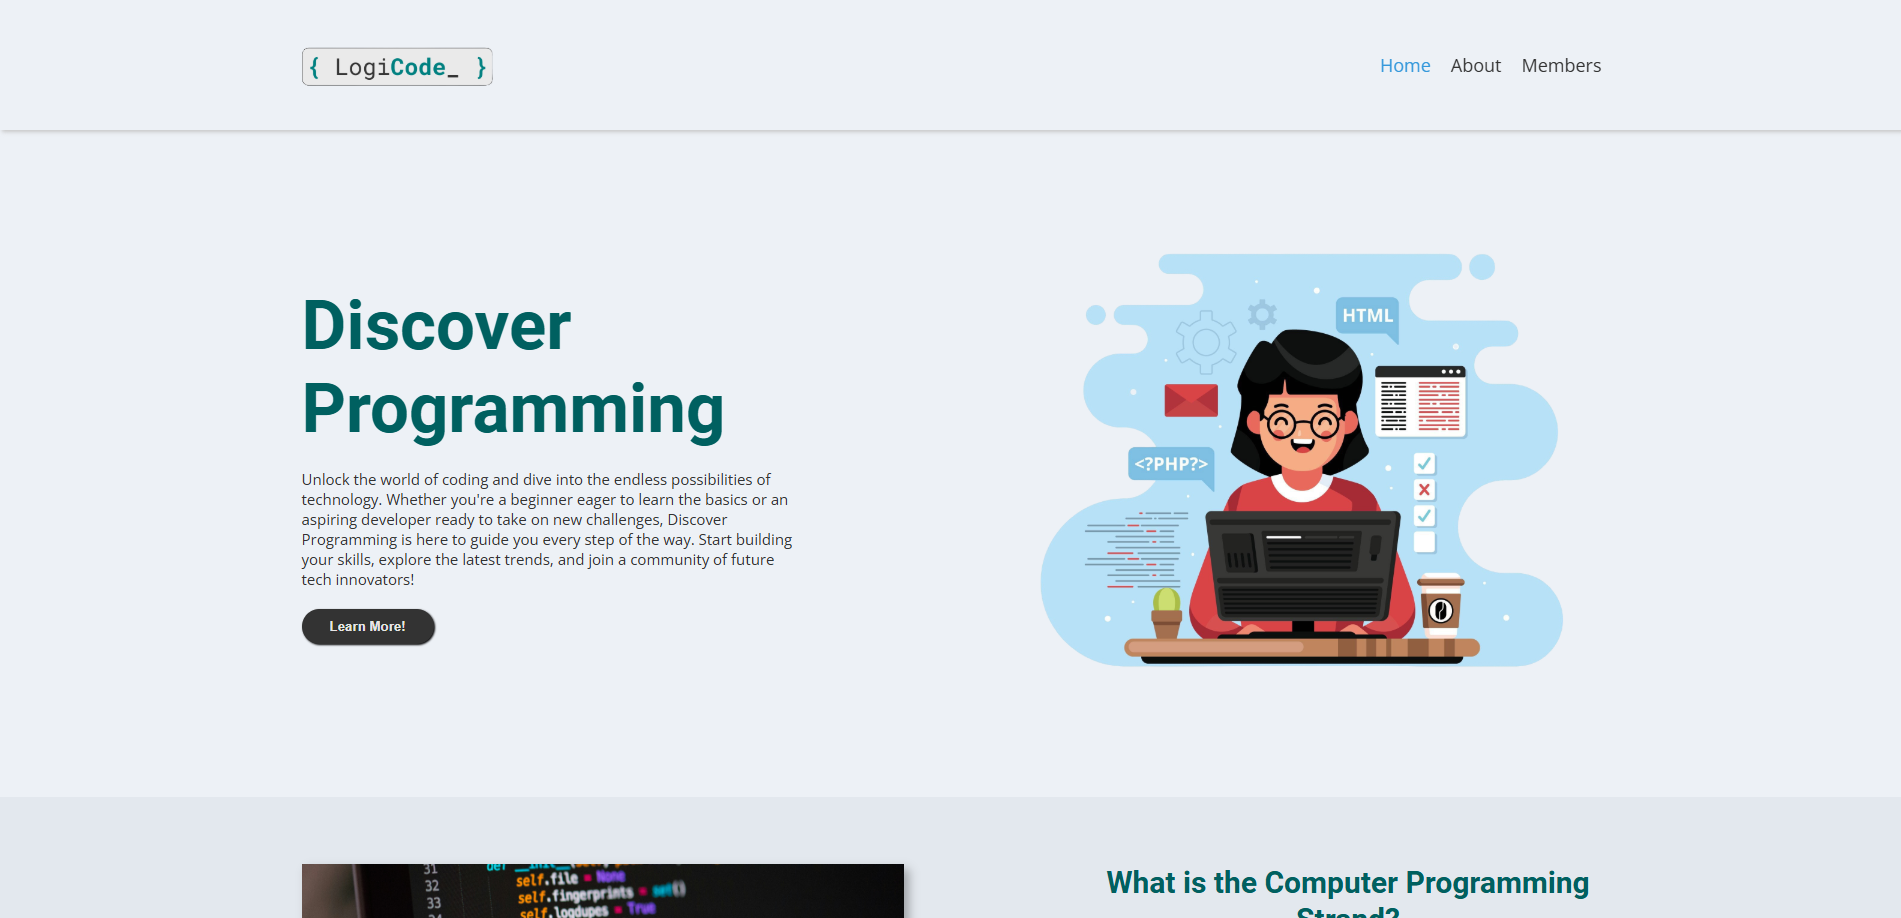 { LogiCode_ }
Home About Members
Discover
Programming
Unlock the world of coding and dive into the endless possibilities of
technology. Whether you're a beginner eager to learn the basics or an
aspiring developer ready to take on new challenges, Discover
Programming is here to guide you every step of the way. Start building
your skills, explore the latest trends, and join a community of future
tech innovators!
Learn More!
HTML
<?PHP?>
31 def __init__(self,
32 self.file = None
33 self.fingerprints = set()
self.logdupes = True
What is the Computer Programming
Strand?